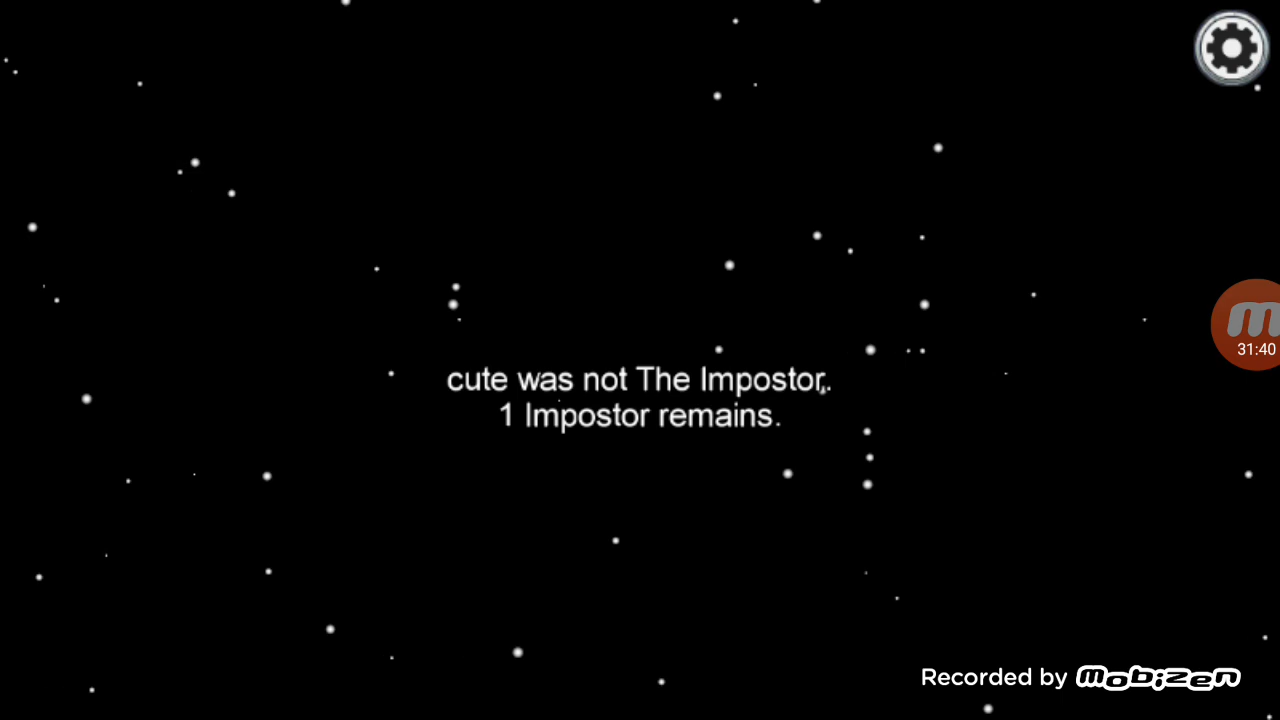 31:40
cute was not The Impostor.
1 Impostor remains.
Recorded by mobizen